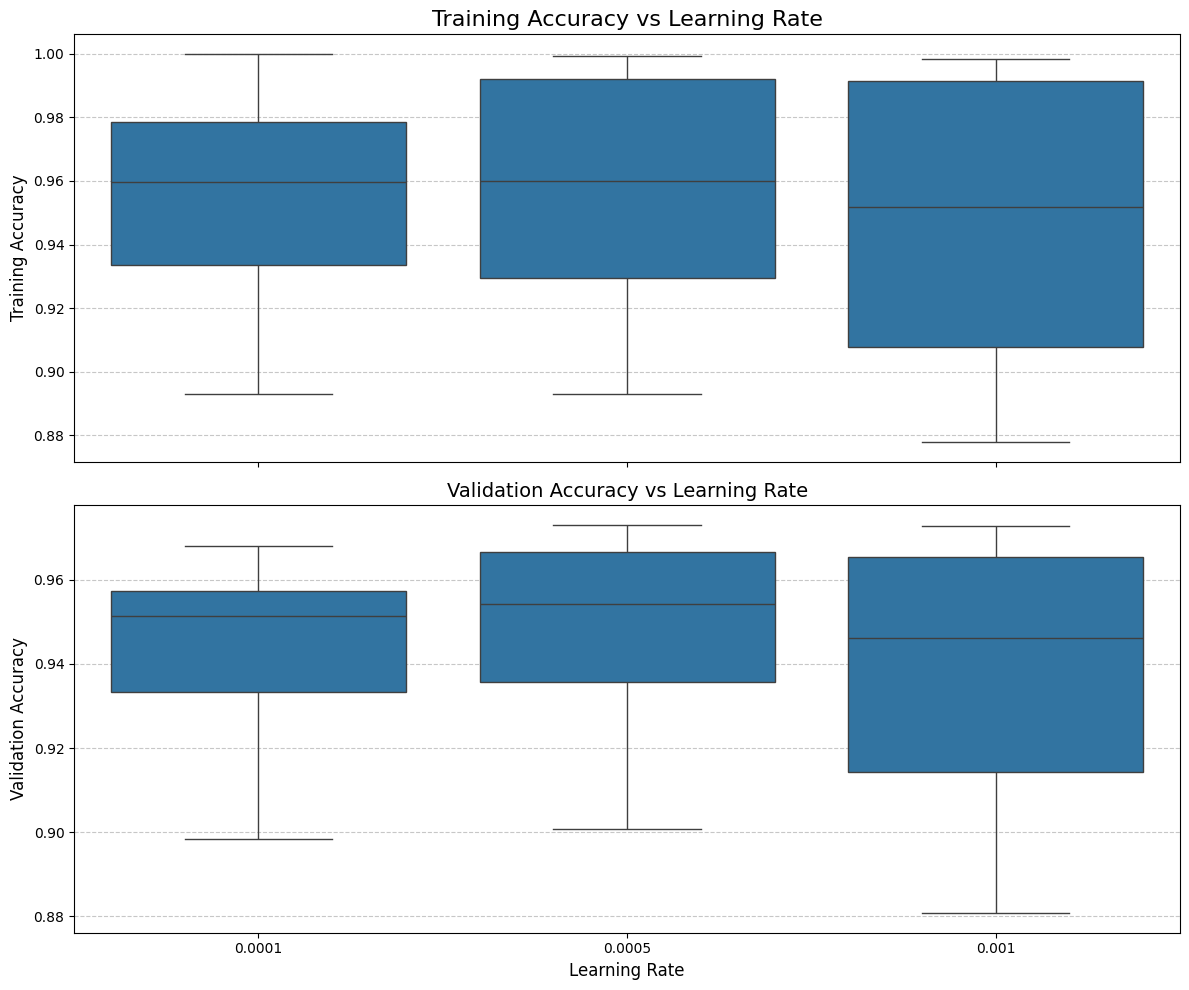 Training Accuracy vs Learning Rate
1.00
0.98
0.96
0.94
0.92
0.90
0.88
Training Accuracy
Validation Accuracy vs Learning Rate
0.96
0.94
0.92
0.90
0.88
Validation Accuracy
0.0001 0.0005 0.001
Learning Rate